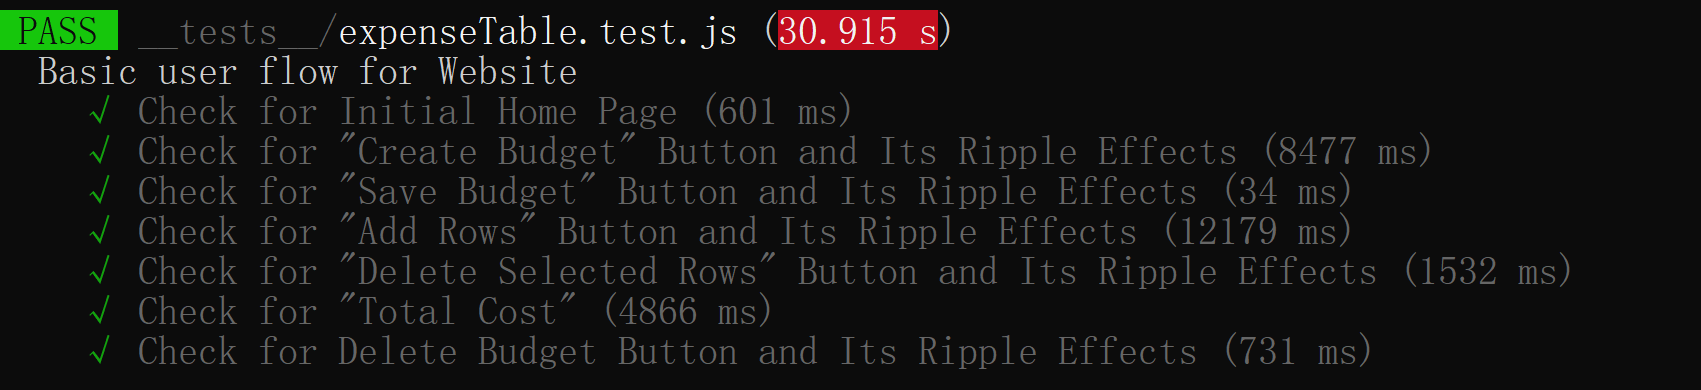 PASS __tests__/expenseTable.test.js (30.915 s)
Basic user flow for Website
√ Check for Initial Home Page (601 ms)
√ Check for "Create Budget" Button and Its Ripple Effects (8477 ms)
√ Check for "Save Budget" Button and Its Ripple Effects (34 ms)
√ Check for "Add Rows" Button and Its Ripple Effects (12179 ms)
√ Check for "Delete Selected Rows" Button and Its Ripple Effects (1532 ms)
√ Check for "Total Cost" (4866 ms)
√ Check for Delete Budget Button and Its Ripple Effects (731 ms)